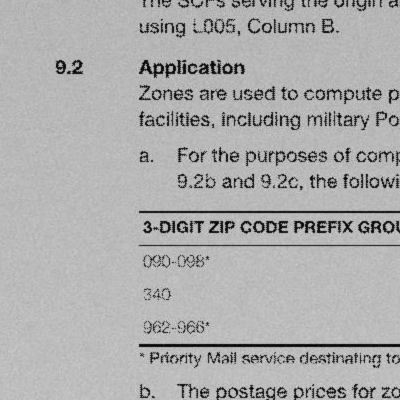 The SCFs serving the origin a
using L005, Column B.
9.2 Application
Zones are used to compute p
facilities, including military Po
a. For the purposes of comp
9.2b and 9.2c, the followi
3-DIGIT ZIP CODE PREFIX GROU
090-098*
340
962-966*
* Priority Mail service destinating to
b. The postage prices for zo